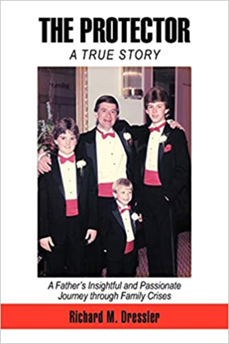 THE PROTECTOR
A TRUE STORY
A Father's Insightful and Passionate
Journey through Family Crises
Richard M. Dressler